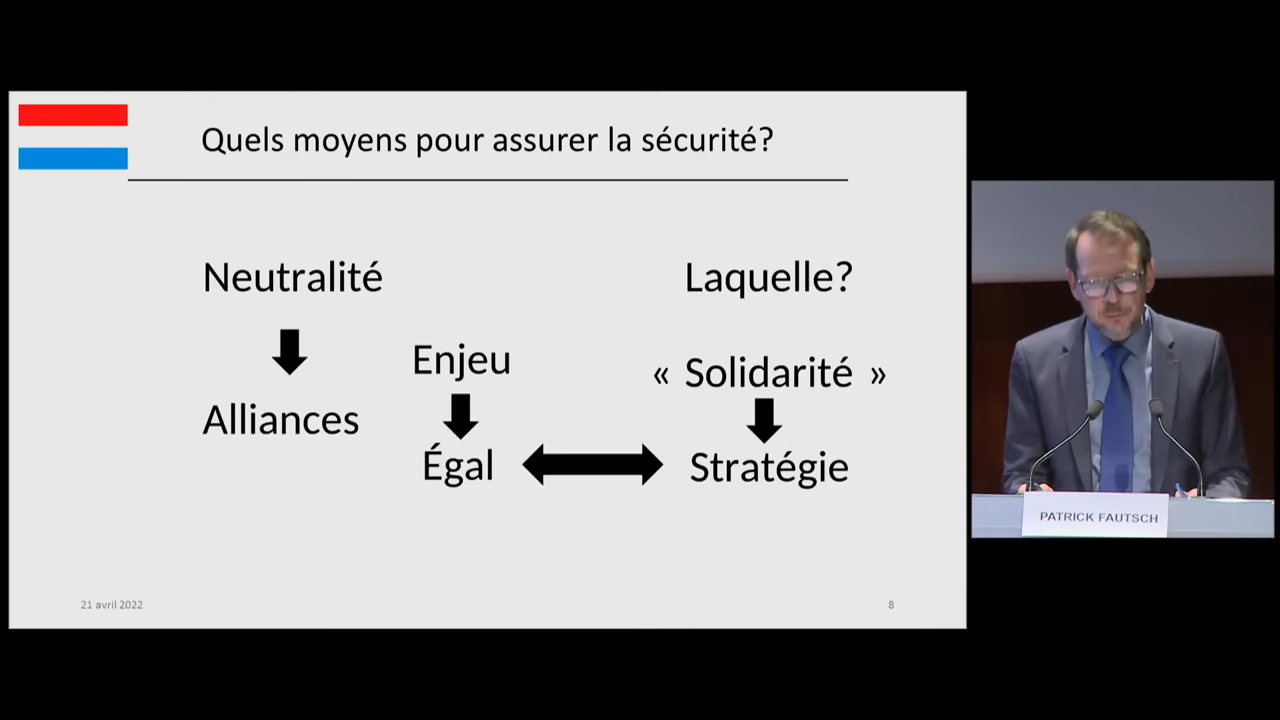 Quels moyens pour assurer la sécurité?
Neutralité
Laquelle?
Enjeu
« Solidarité »
Alliances
Égal
Stratégie
21 avril 2022
8
PATRICK FAUTSCH